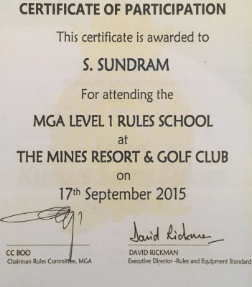 CERTIFICATE OF PARTICIPATION
This certificate is awarded to
S. SUNDRAM
For attending the
MGA LEVEL 1 RULES SCHOOL
at
THE MINES RESORT & GOLF CLUB
on
17th September 2015
David Rickman
CC BOO
Chairman Rules Committee, MGA
DAVID RICKMAN
Executive Director -Rules and Equipment Standards